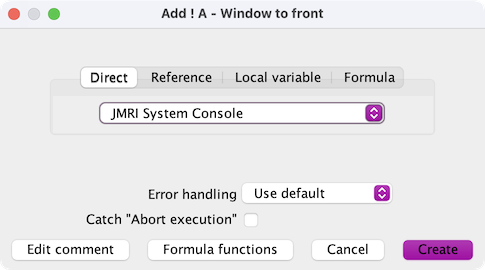 Add ! A - Window to front
Direct Reference Local variable Formula
JMRI System Console
Error handling Use default
Catch "Abort execution"
Edit comment Formula functions Cancel Create